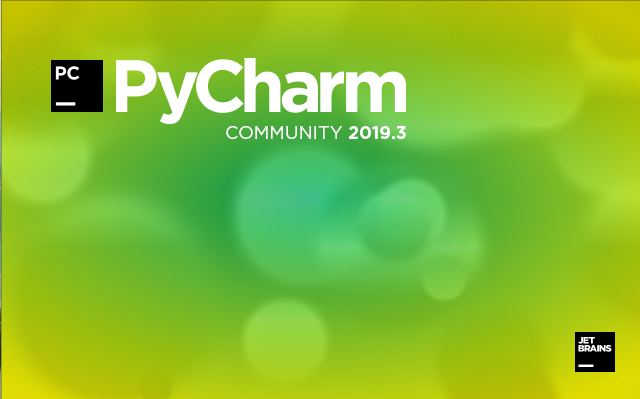 PC
PyCharm
COMMUNITY 2019.3
JET
BRAINS